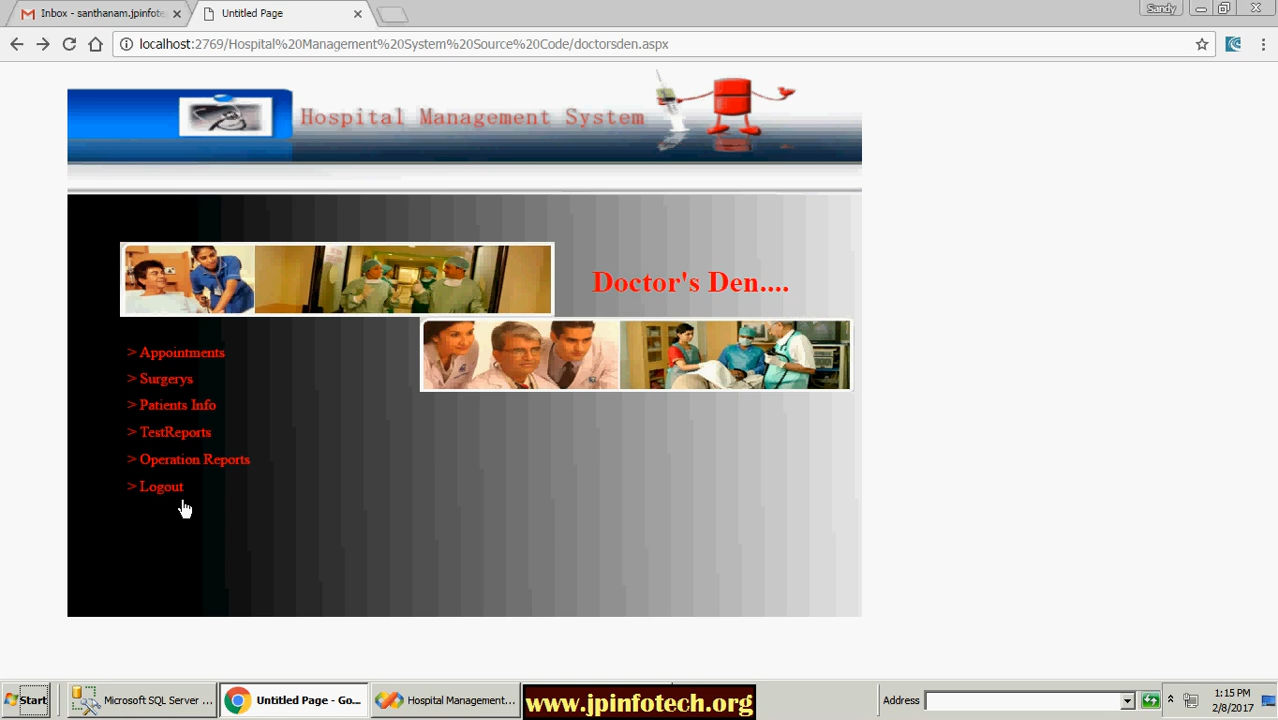 Inbox - santhanam.jpinfote
Untitled Page
Sandy
localhost:2769/Hospital%20Management%20System%20Source%20Code/doctorsden.aspx
Hospital Management System
Doctor's Den....
> Appointments
> Surgerys
> Patients Info
> TestReports
> Operation Reports
> Logout
Start
Microsoft SQL Server ...
Untitled Page - Go...
Hospital Management...
www.jpinfotech.org
Address
1:15 PM
2/8/2017